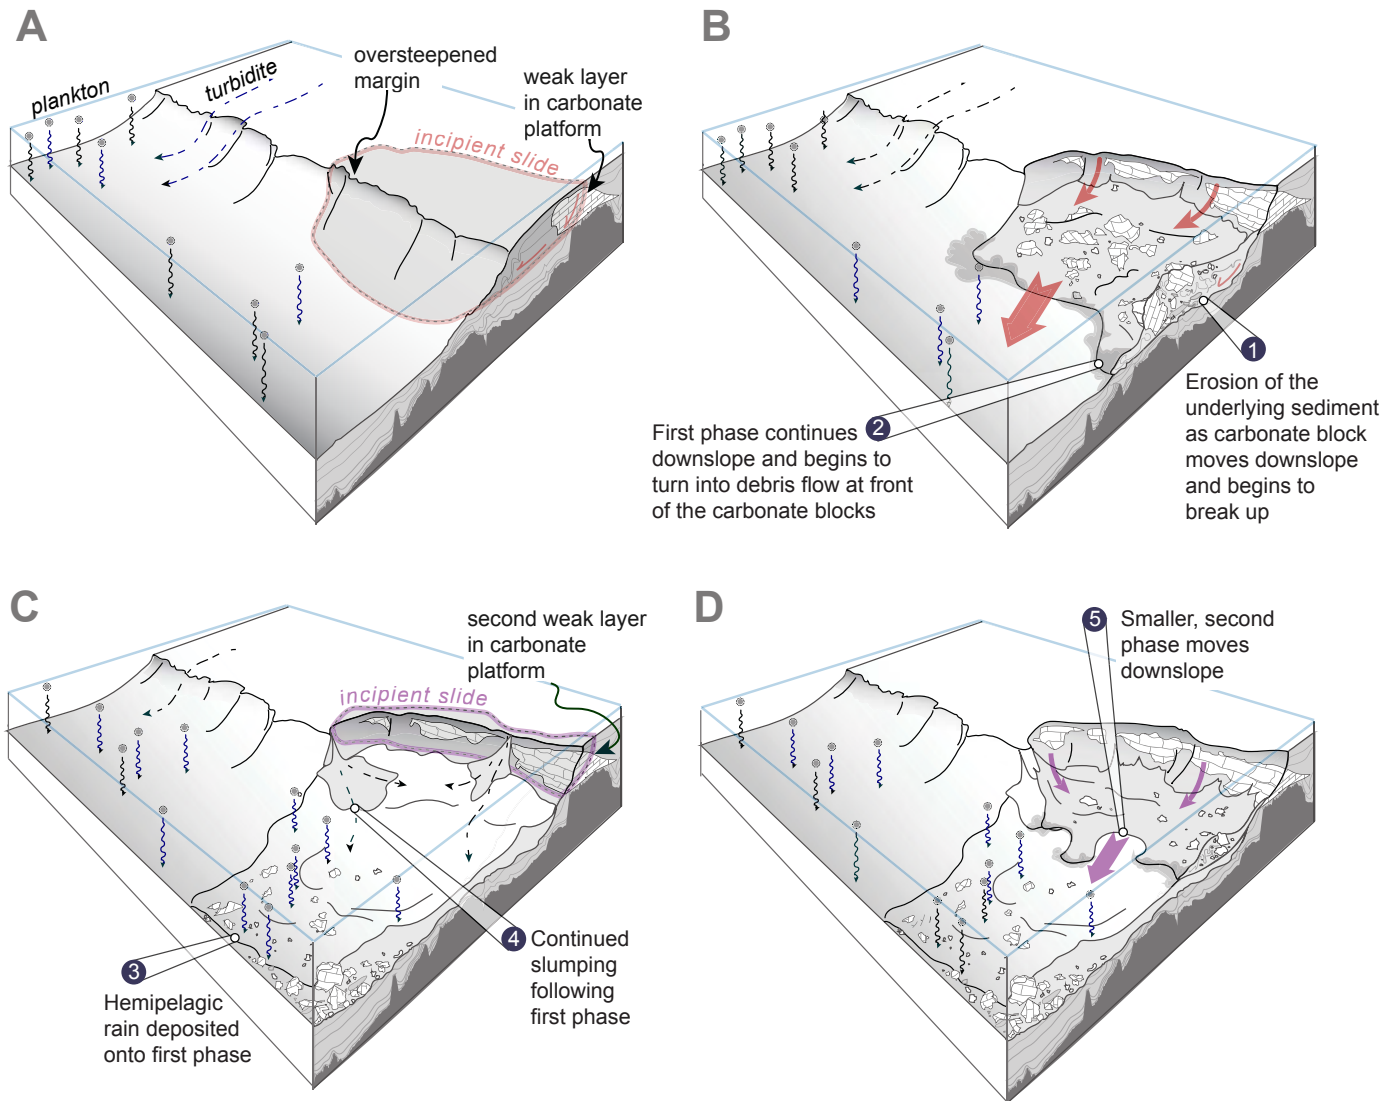 A
plankton
turbidite
oversteepened
margin
weak layer
in carbonate
platform
incipient slide
B
1
Erosion of the
underlying sediment
as carbonate block
moves downslope
and begins to
break up
2
First phase continues
downslope and begins to
turn into debris flow at front
of the carbonate blocks
C
second weak layer
in carbonate
platform
incipient slide
3
Hemipelagic
rain deposited
onto first phase
4
Continued
slumping
following
first phase
D
5
Smaller, second
phase moves
downslope